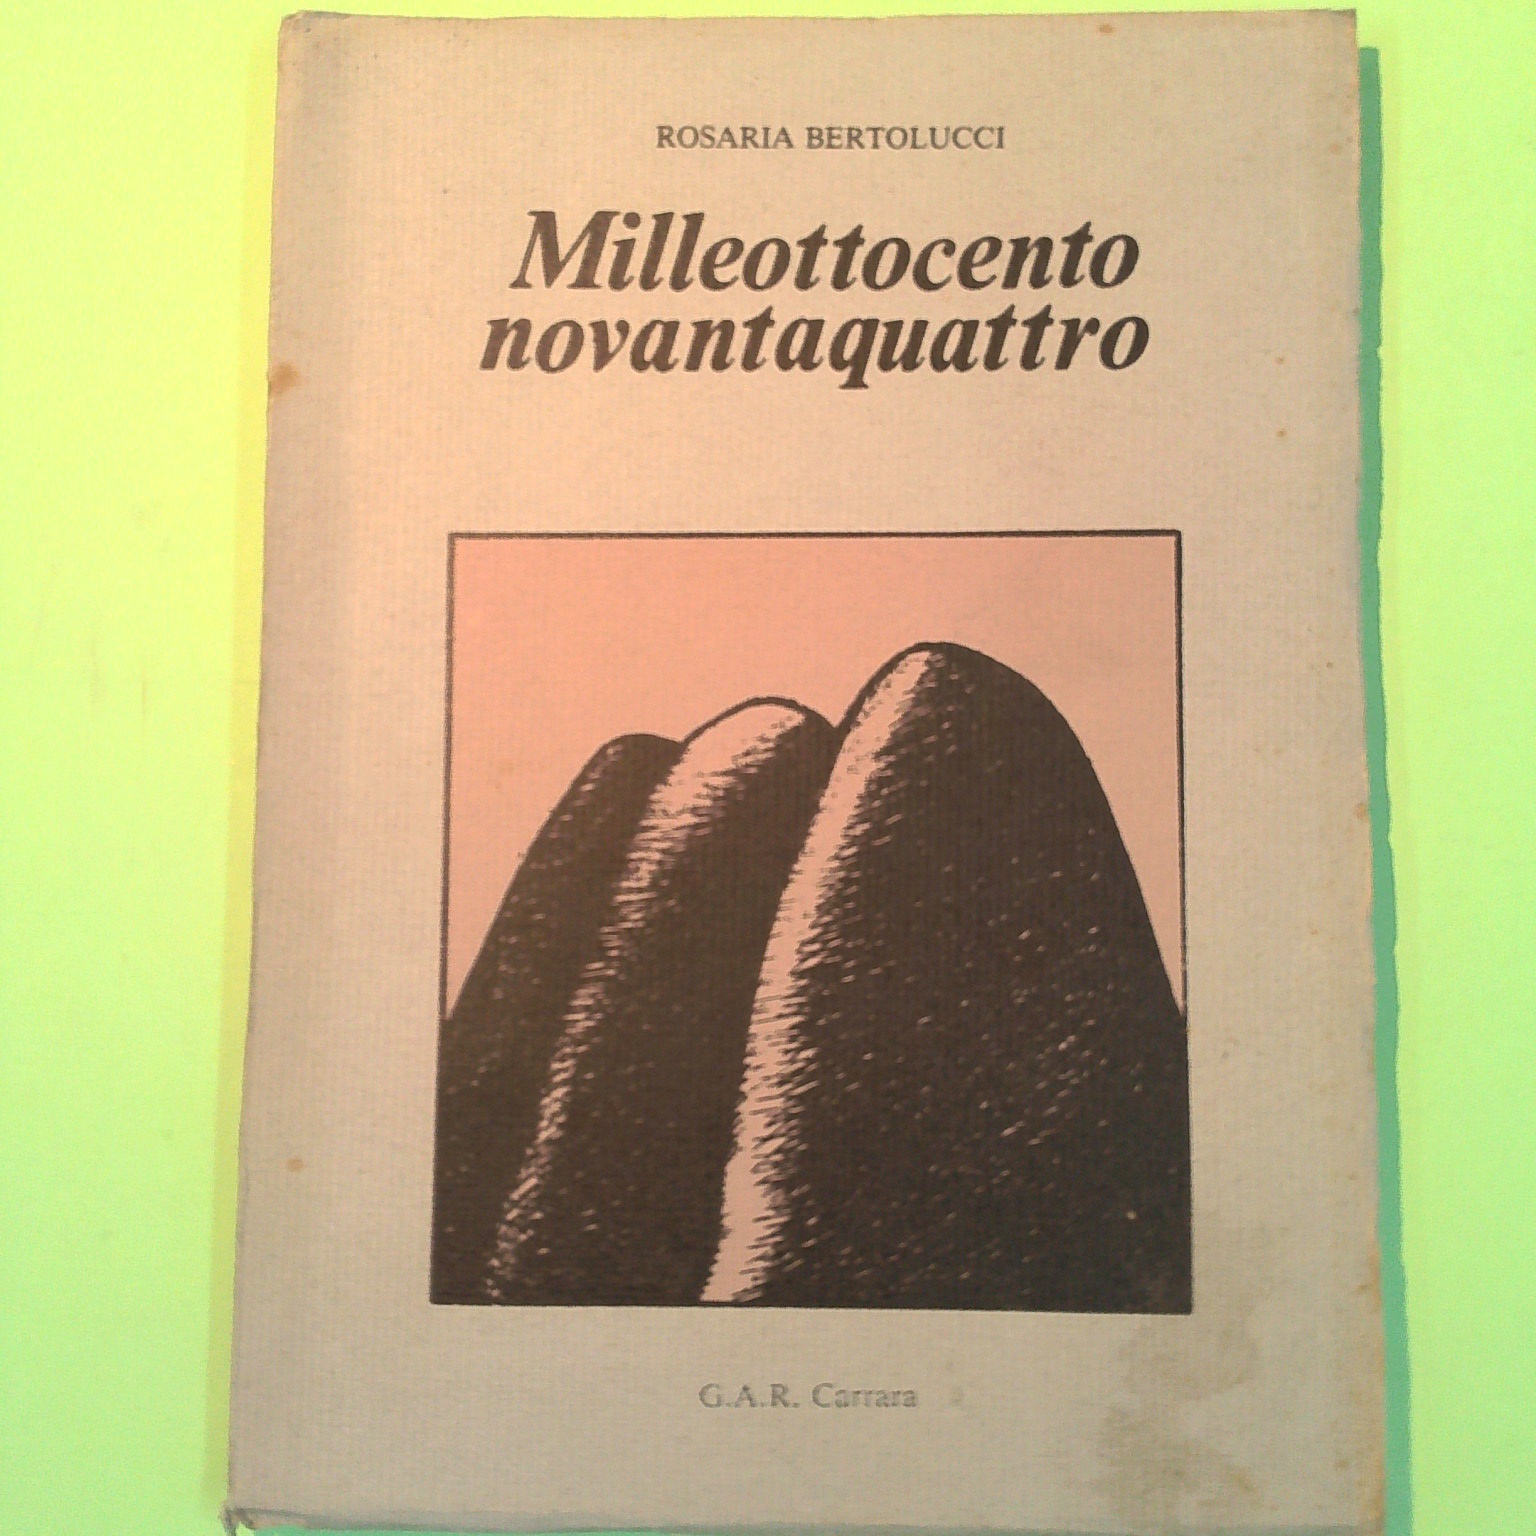 ROSARIA BERTOLUCCI
Milleottocento
novantaquattro
G.A.R. Carrara